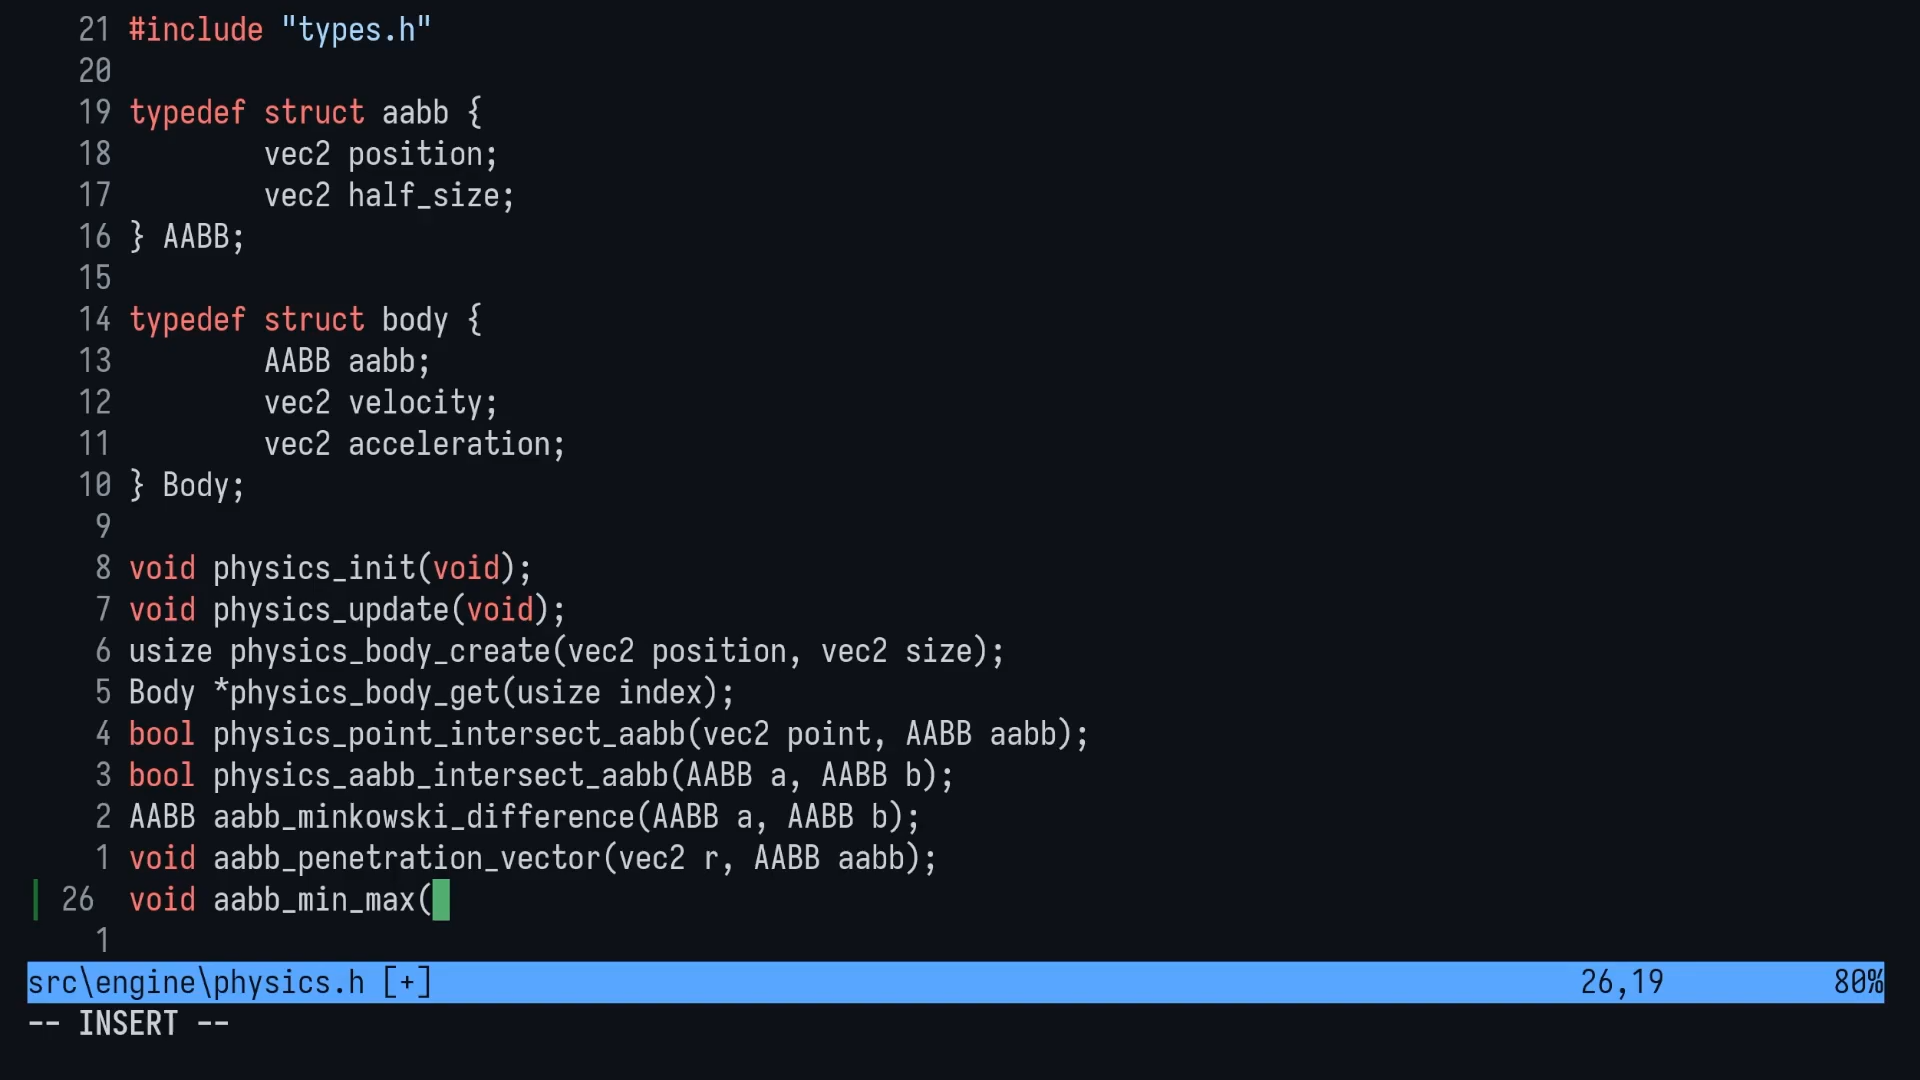 21 #include "types.h"
20
19 typedef struct aabb {
18         vec2 position;
17         vec2 half_size;
16 } AABB;
15
14 typedef struct body {
13         AABB aabb;
12         vec2 velocity;
11         vec2 acceleration;
10 } Body;
9
8 void physics_init(void);
7 void physics_update(void);
6 usize physics_body_create(vec2 position, vec2 size);
5 Body *physics_body_get(usize index);
4 bool physics_point_intersect_aabb(vec2 point, AABB aabb);
3 bool physics_aabb_intersect_aabb(AABB a, AABB b);
2 AABB aabb_minkowski_difference(AABB a, AABB b);
1 void aabb_penetration_vector(vec2 r, AABB aabb);
26 void aabb_min_max(
1
src\engine\physics.h [+] 26,19 80%
-- INSERT --